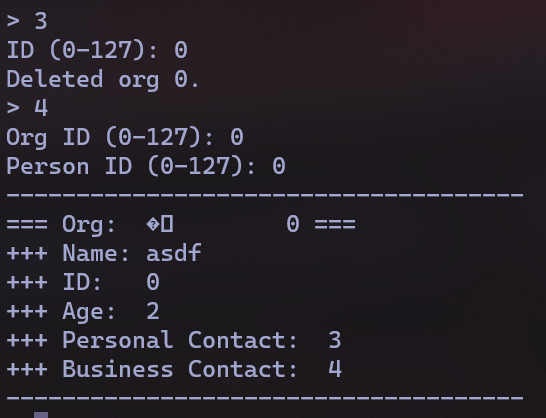 > 3
ID (0-127): 0
Deleted org 0.
> 4
Org ID (0-127): 0
Person ID (0-127): 0
-------------------------------------
=== Org:  �▯        0 ===
+++ Name: asdf
+++ ID:   0
+++ Age:  2
+++ Personal Contact:  3
+++ Business Contact:  4
-------------------------------------